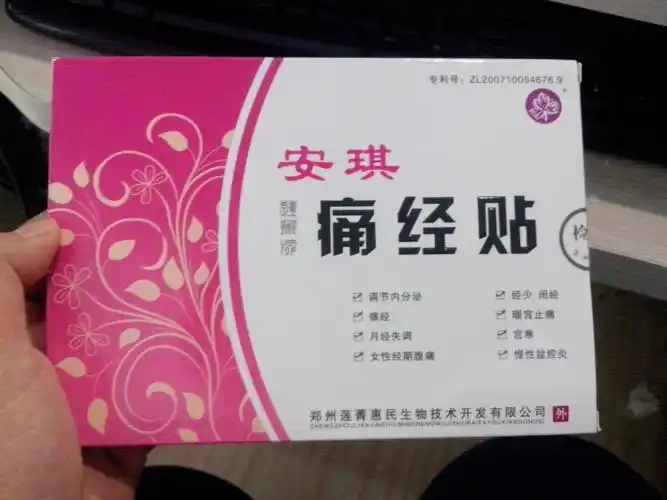 专利号：ZL200710054676.9
安琪
痛经贴
调节内分泌
痛经
月经失调
女性经期腹痛
经少 闭经
暖宫止痛
宫寒
慢性盆腔炎
郑州莲菁惠民生物技术开发有限公司 外